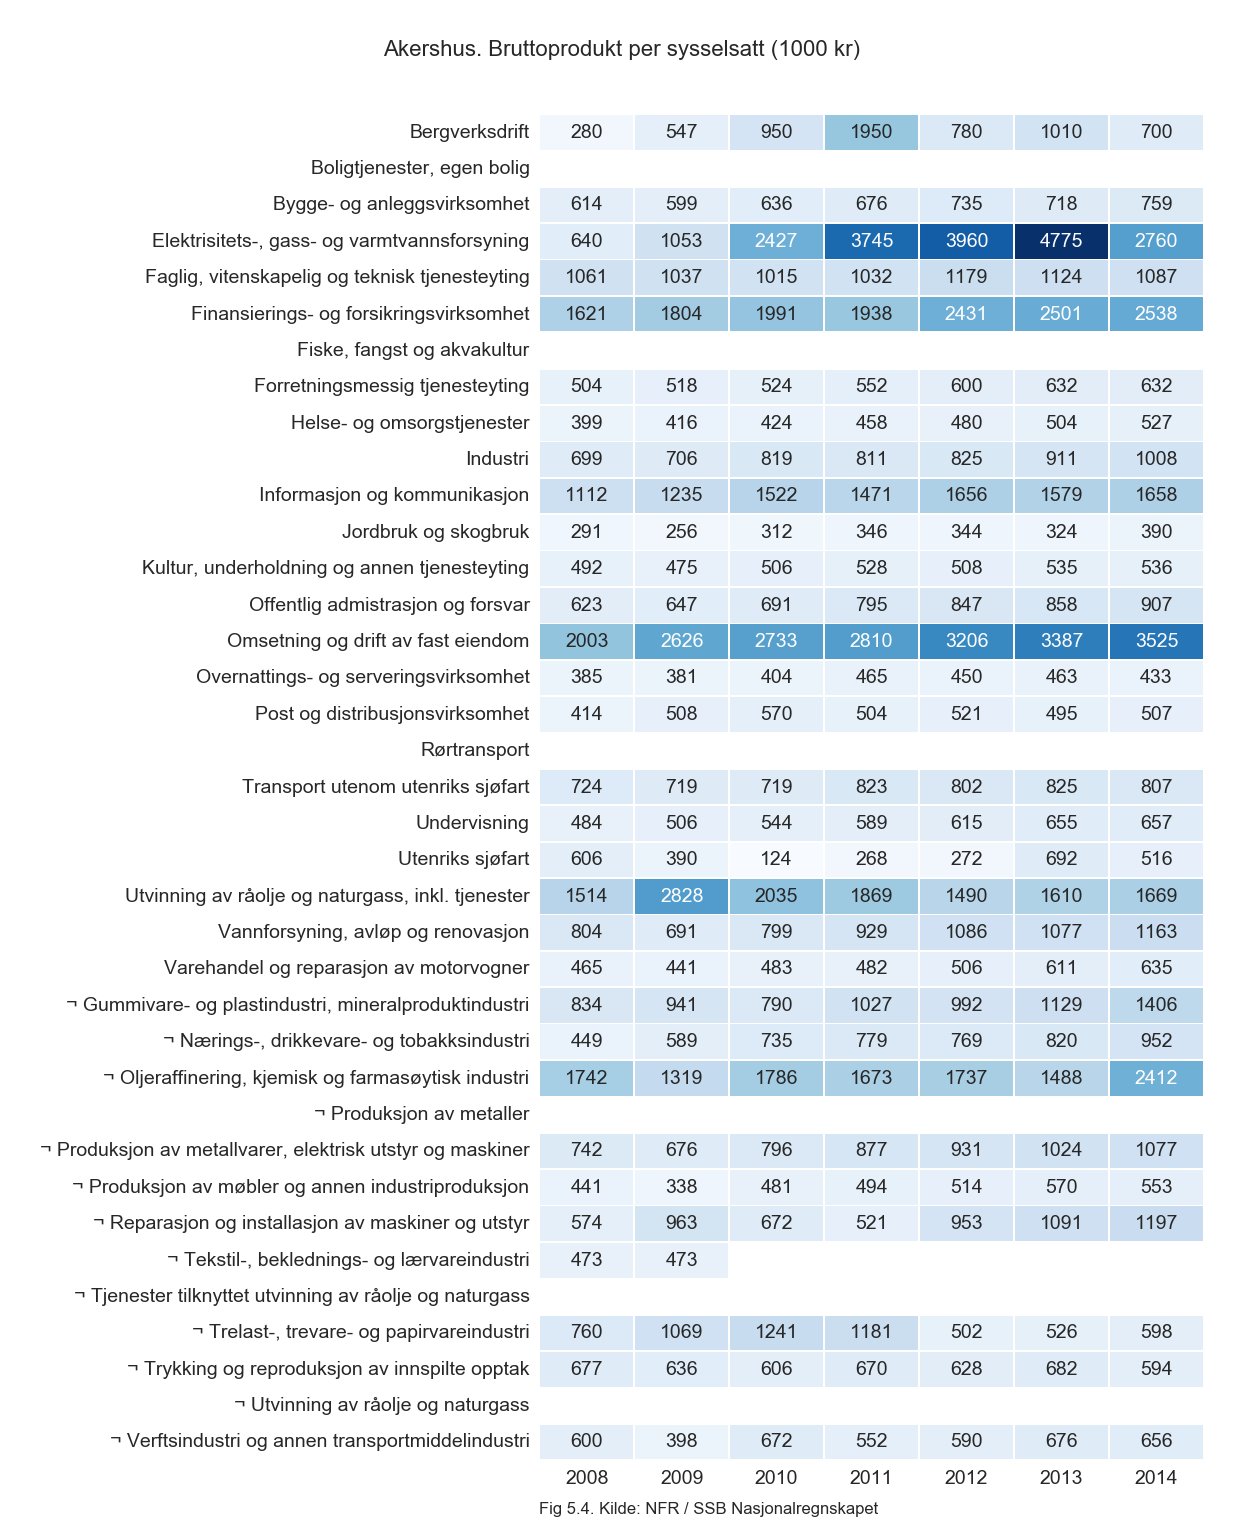 Akershus. Bruttoprodukt per sysselsatt (1000 kr)
Bergverksdrift 280 547 950 1950 780 1010 700
Boligtjenester, egen bolig
Bygge- og anleggsvirksomhet 614 599 636 676 735 718 759
Elektrisitets-, gass- og varmtvannsforsyning 640 1053 2427 3745 3960 4775 2760
Faglig, vitenskapelig og teknisk tjenesteyting 1061 1037 1015 1032 1179 1124 1087
Finansierings- og forsikringsvirksomhet 1621 1804 1991 1938 2431 2501 2538
Fiske, fangst og akvakultur
Forretningsmessig tjenesteyting 504 518 524 552 600 632 632
Helse- og omsorgstjenester 399 416 424 458 480 504 527
Industri 699 706 819 811 825 911 1008
Informasjon og kommunikasjon 1112 1235 1522 1471 1656 1579 1658
Jordbruk og skogbruk 291 256 312 346 344 324 390
Kultur, underholdning og annen tjenesteyting 492 475 506 528 508 535 536
Offentlig admistrasjon og forsvar 623 647 691 795 847 858 907
Omsetning og drift av fast eiendom 2003 2626 2733 2810 3206 3387 3525
Overnattings- og serveringsvirksomhet 385 381 404 465 450 463 433
Post og distribusjonsvirksomhet 414 508 570 504 521 495 507
Rørtransport
Transport utenom utenriks sjøfart 724 719 719 823 802 825 807
Undervisning 484 506 544 589 615 655 657
Utenriks sjøfart 606 390 124 268 272 692 516
Utvinning av råolje og naturgass, inkl. tjenester 1514 2828 2035 1869 1490 1610 1669
Vannforsyning, avløp og renovasjon 804 691 799 929 1086 1077 1163
Varehandel og reparasjon av motorvogner 465 441 483 482 506 611 635
¬ Gummivare- og plastindustri, mineralproduktindustri 834 941 790 1027 992 1129 1406
¬ Nærings-, drikkevare- og tobakksindustri 449 589 735 779 769 820 952
¬ Oljeraffinering, kjemisk og farmasøytisk industri 1742 1319 1786 1673 1737 1488 2412
¬ Produksjon av metaller
¬ Produksjon av metallvarer, elektrisk utstyr og maskiner 742 676 796 877 931 1024 1077
¬ Produksjon av møbler og annen industriproduksjon 441 338 481 494 514 570 553
¬ Reparasjon og installasjon av maskiner og utstyr 574 963 672 521 953 1091 1197
¬ Tekstil-, beklednings- og lærvareindustri 473 473
¬ Tjenester tilknyttet utvinning av råolje og naturgass
¬ Trelast-, trevare- og papirvareindustri 760 1069 1241 1181 502 526 598
¬ Trykking og reproduksjon av innspilte opptak 677 636 606 670 628 682 594
¬ Utvinning av råolje og naturgass
¬ Verftsindustri og annen transportmiddelindustri 600 398 672 552 590 676 656
2008 2009 2010 2011 2012 2013 2014
Fig 5.4. Kilde: NFR / SSB Nasjonalregnskapet